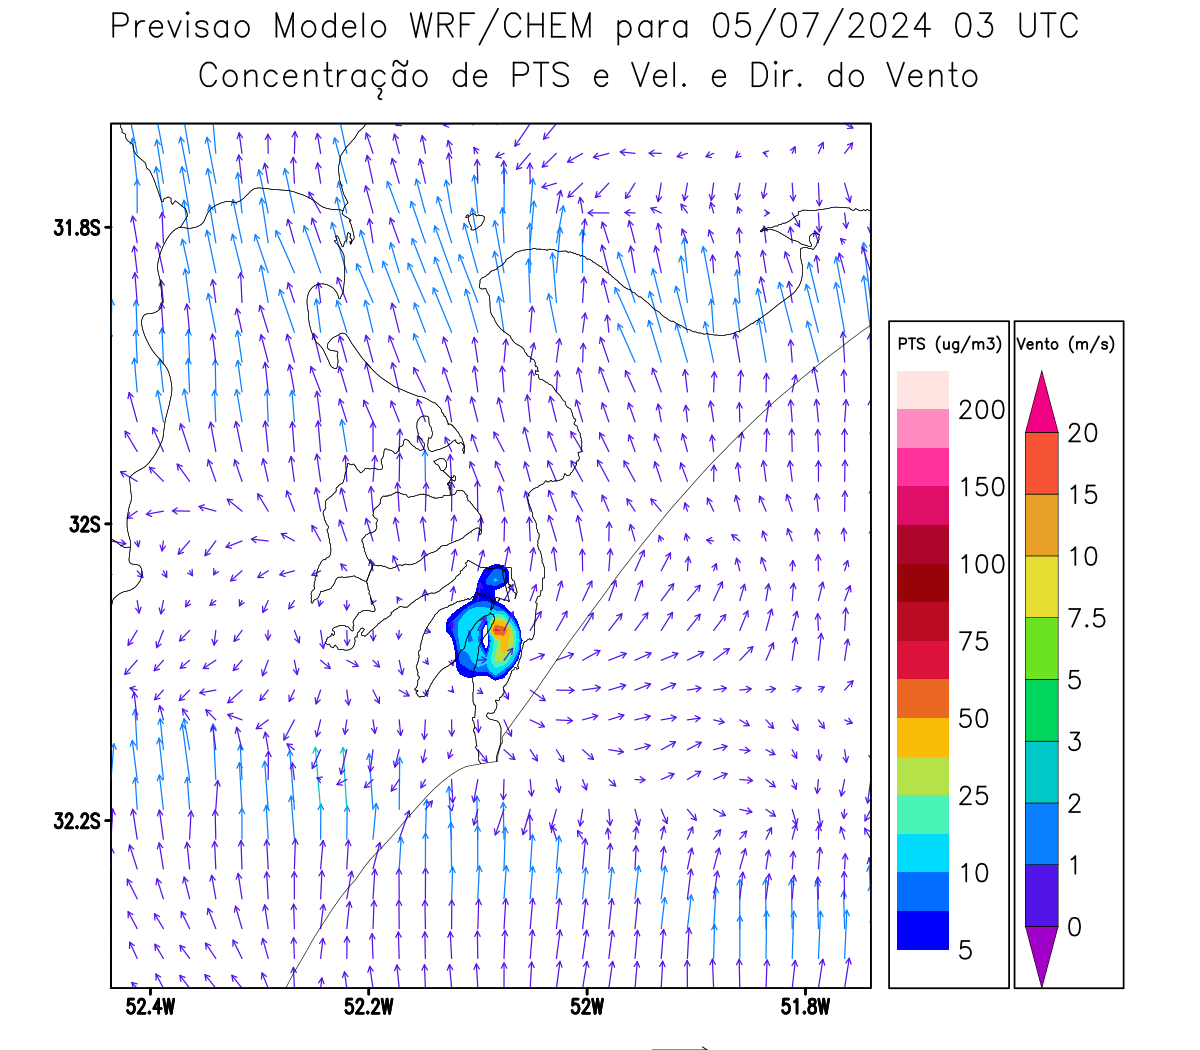 Previsao Modelo WRF/CHEM para 05/07/2024 03 UTC
Concentração de PTS e Vel. e Dir. do Vento
31.8S
32S
32.2S
52.4W
52.2W
52W
51.8W
PTS (ug/m3)
200
150
100
75
50
25
10
5
Vento (m/s)
20
15
10
7.5
5
3
2
1
0